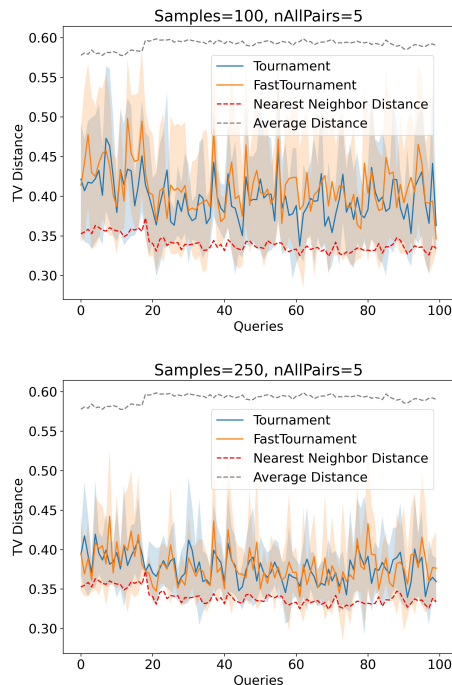 Samples=100, nAllPairs=5
0.60
0.55
0.50
0.45
0.40
0.35
0.30
TV Distance
Tournament
FastTournament
Nearest Neighbor Distance
Average Distance
0 20 40 60 80 100
Queries
Samples=250, nAllPairs=5
0.60
0.55
0.50
0.45
0.40
0.35
0.30
TV Distance
Tournament
FastTournament
Nearest Neighbor Distance
Average Distance
0 20 40 60 80 100
Queries